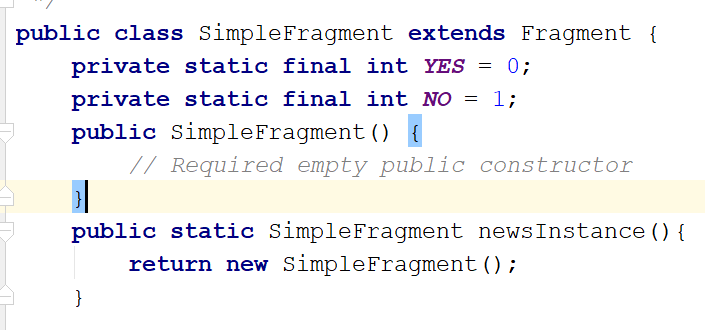 */
public class SimpleFragment extends Fragment {
private static final int YES = 0;
private static final int NO = 1;
public SimpleFragment() {
// Required empty public constructor
}
public static SimpleFragment newsInstance(){
return new SimpleFragment();
}